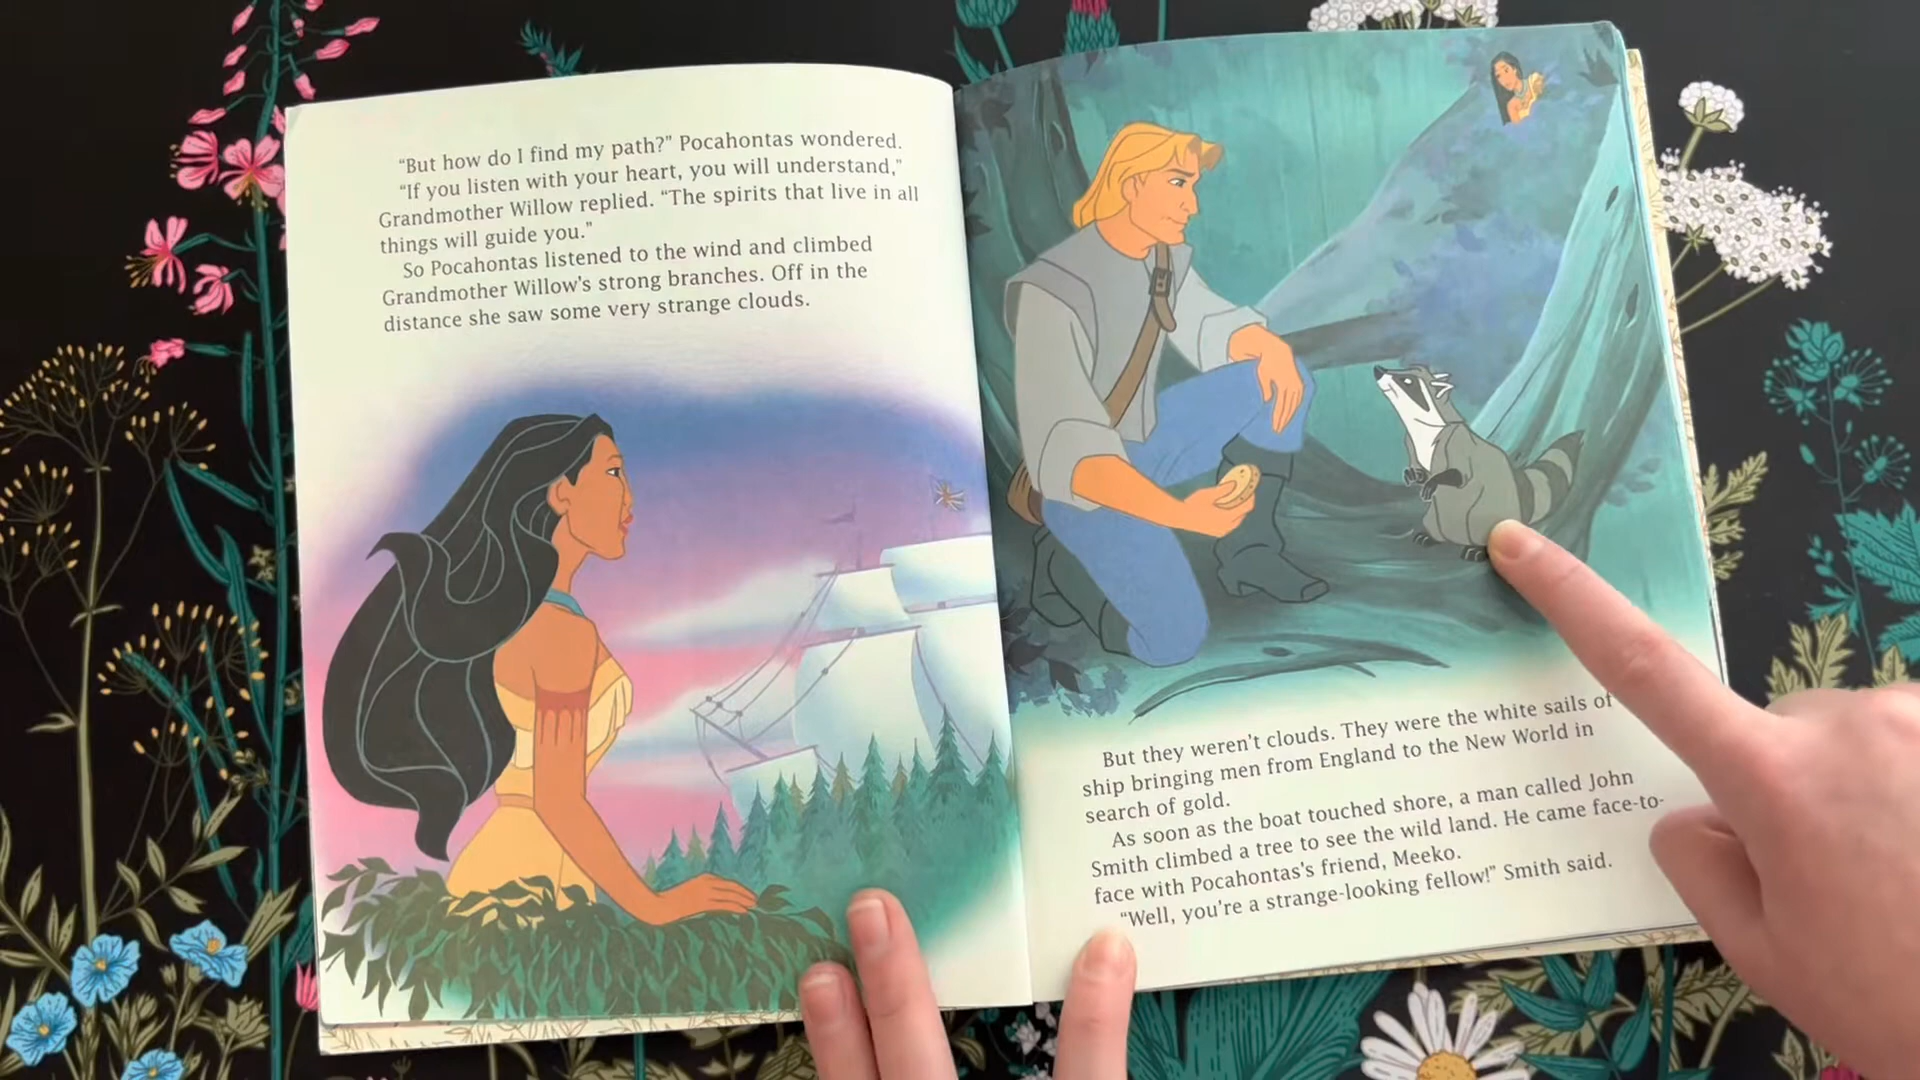 “But how do I find my path?” Pocahontas wondered.
“If you listen with your heart, you will understand,”
Grandmother Willow replied. “The spirits that live in all
things will guide you.”
So Pocahontas listened to the wind and climbed
Grandmother Willow’s strong branches. Off in the
distance she saw some very strange clouds.
But they weren’t clouds. They were the white sails of
ship bringing men from England to the New World in
search of gold.
As soon as the boat touched shore, a man called John
Smith climbed a tree to see the wild land. He came face-to-
face with Pocahontas’s friend, Meeko.
“Well, you’re a strange-looking fellow!” Smith said.